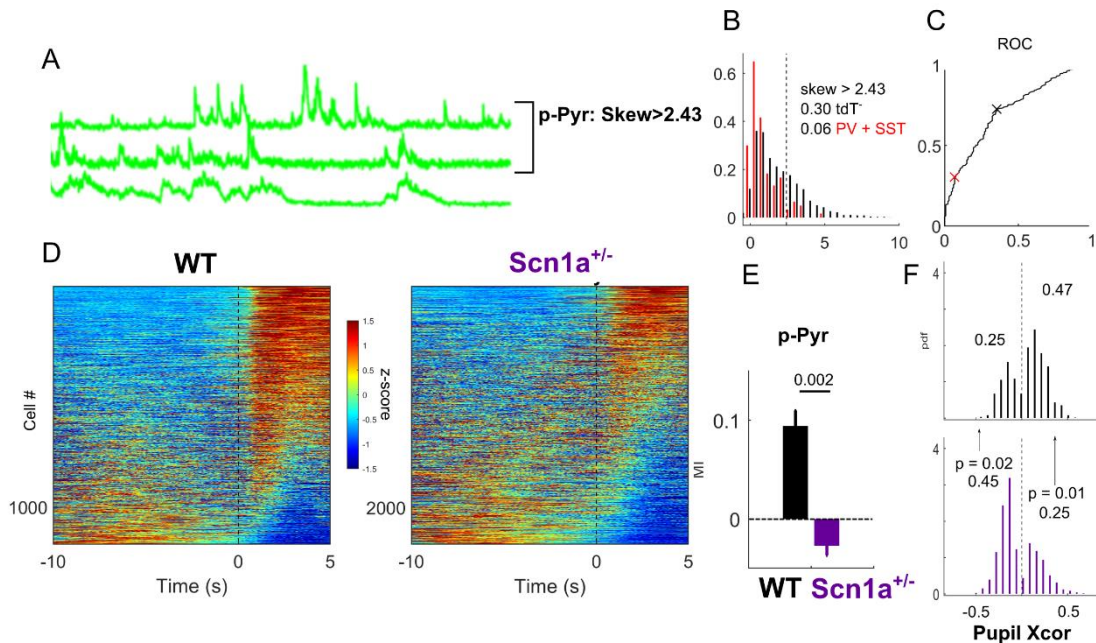 A
p-Pyr: Skew>2.43
B
0.6
0.4
0.2
0
0
5
10
skew > 2.43
0.30 tdT-
0.06 PV + SST
C
ROC
1
0.5
0
0
0.5
1
D
WT
Scn1a+/-
Cell #
1000
-10
-5
0
5
Time (s)
1.5
1
0.5
0
-0.5
-1
-1.5
z-score
2000
-10
-5
0
5
Time (s)
E
p-Pyr
0.002
0.1
0
MI
WT Scn1a+/-
F
4
2
0
pdf
0.25
0.47
p = 0.02
0.45
p = 0.01
0.25
4
2
0
-0.5
0.5
Pupil Xcor